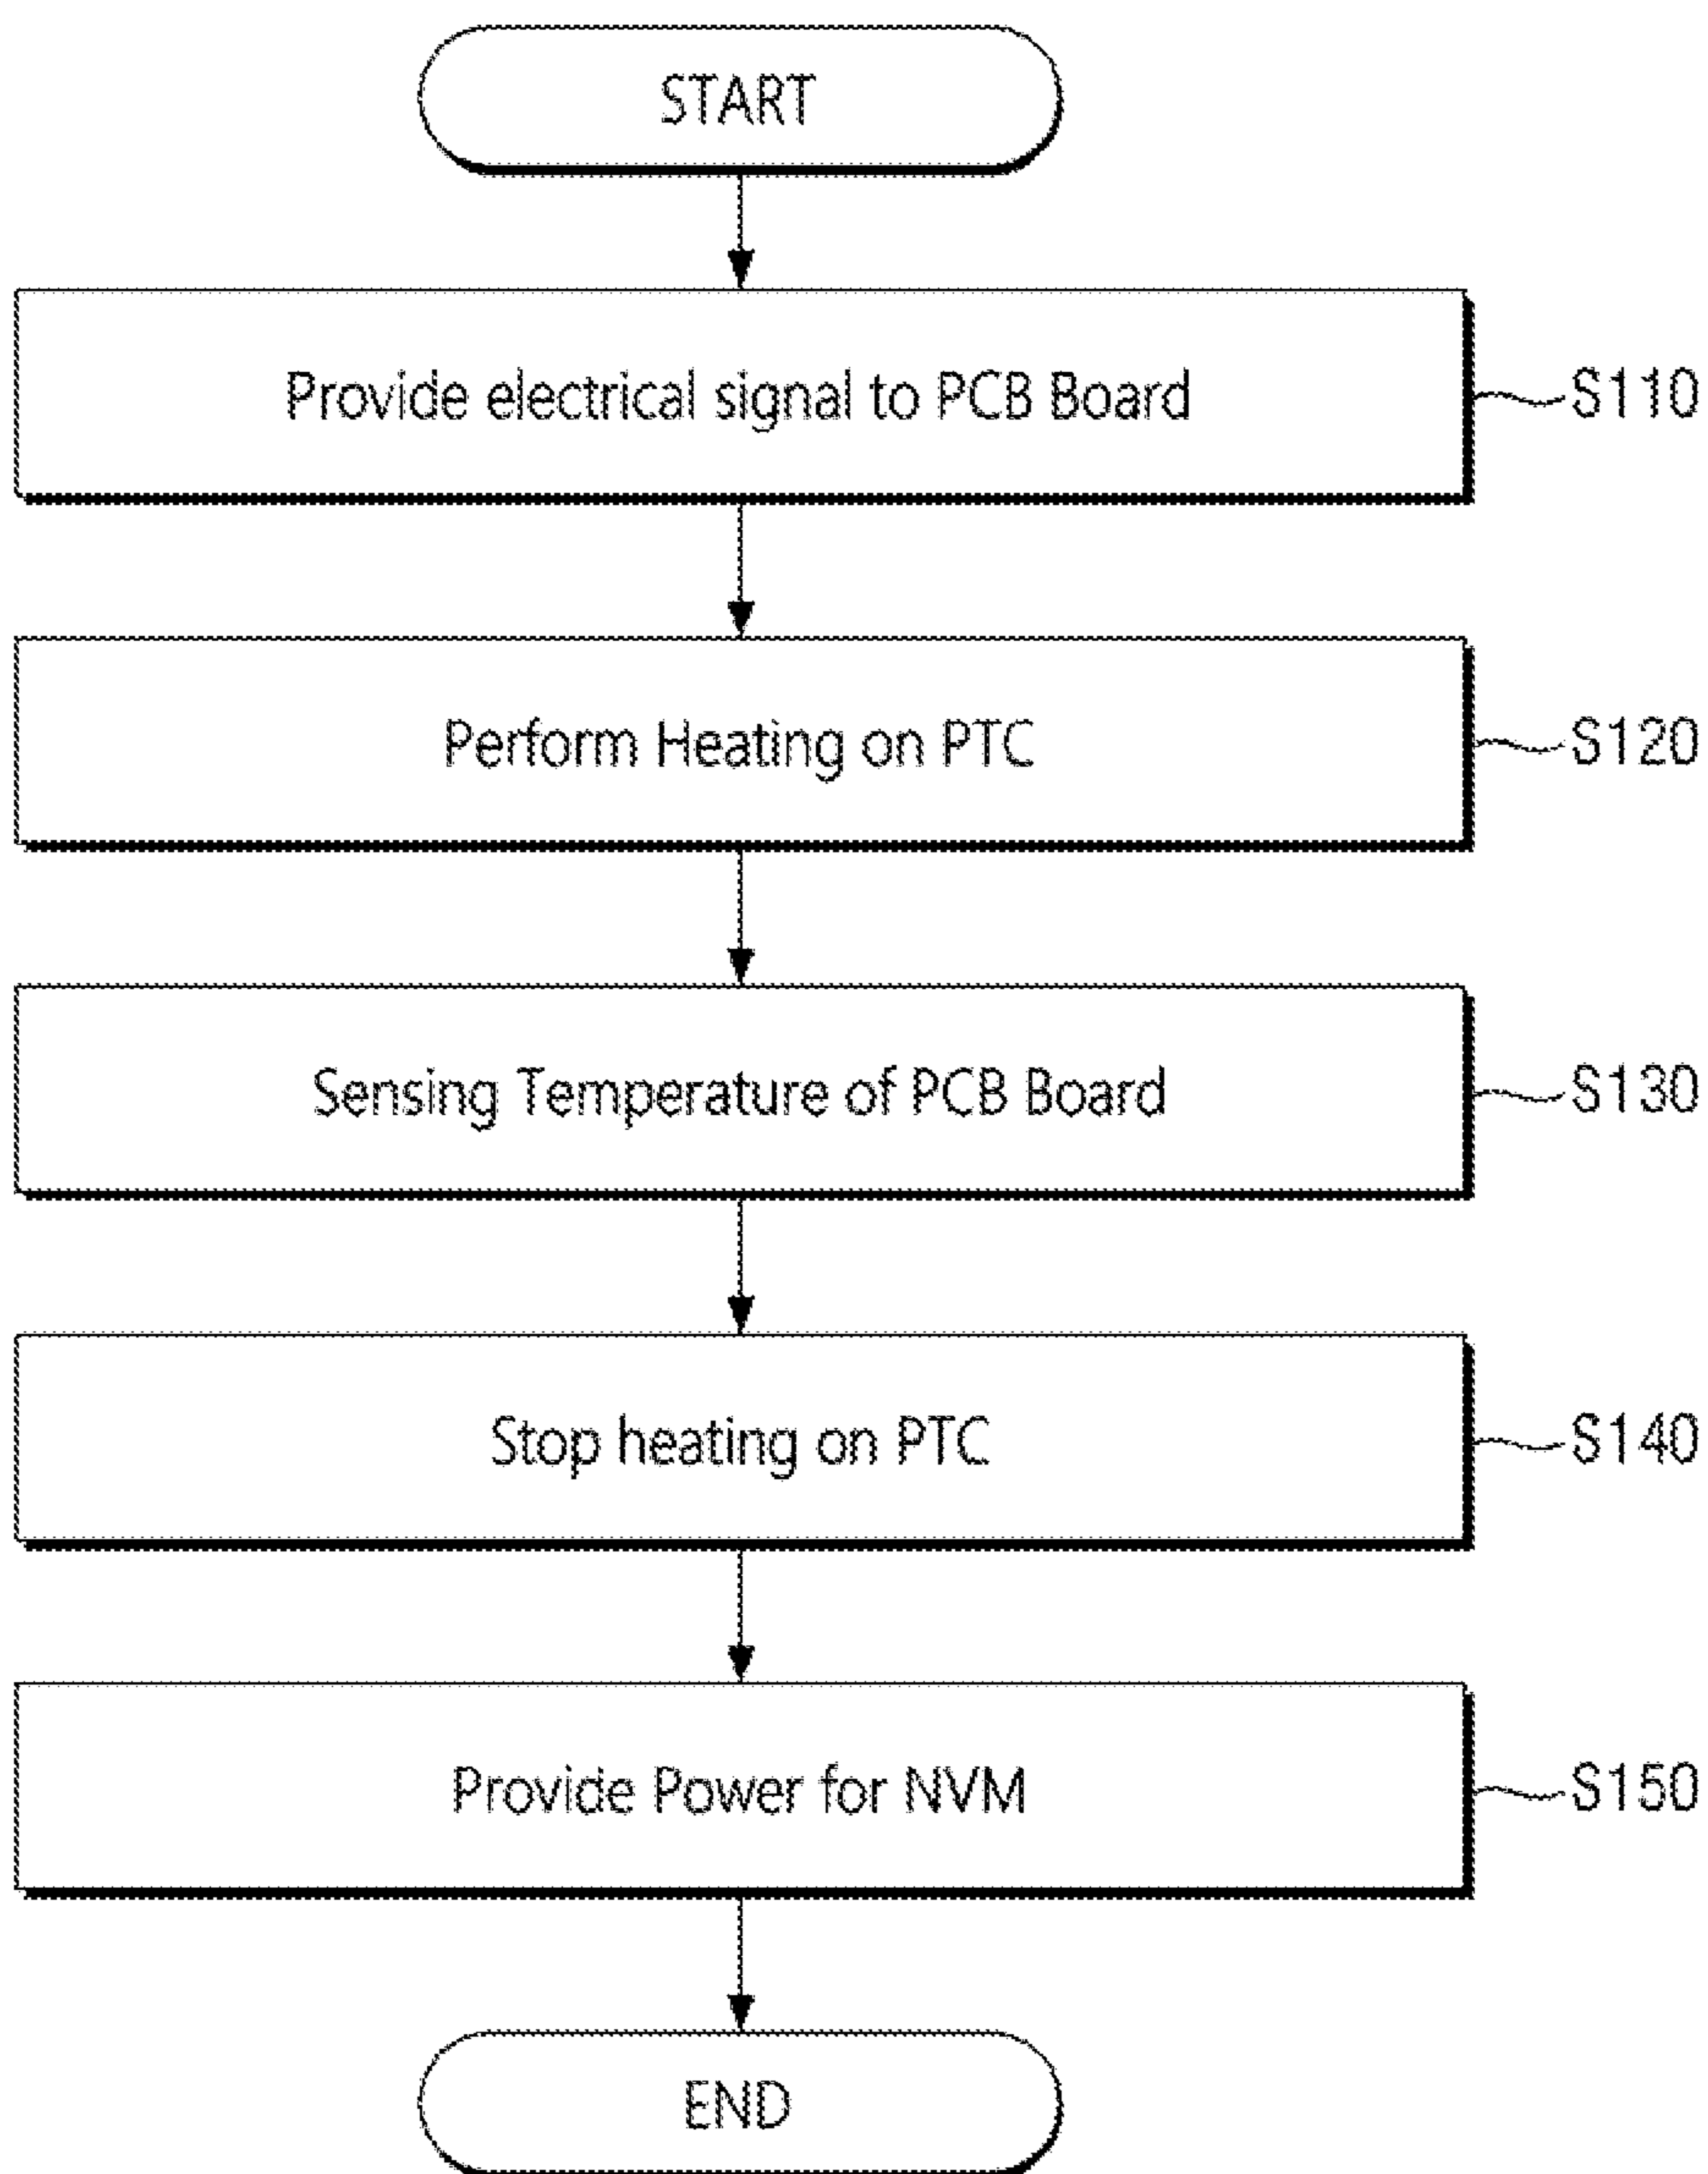 START
Provide electrical signal to PCB Board
S110
Perform Heating on PTC
S120
Sensing Temperature of PCB Board
S130
Stop heating on PTC
S140
Provide Power for NVM
S150
END